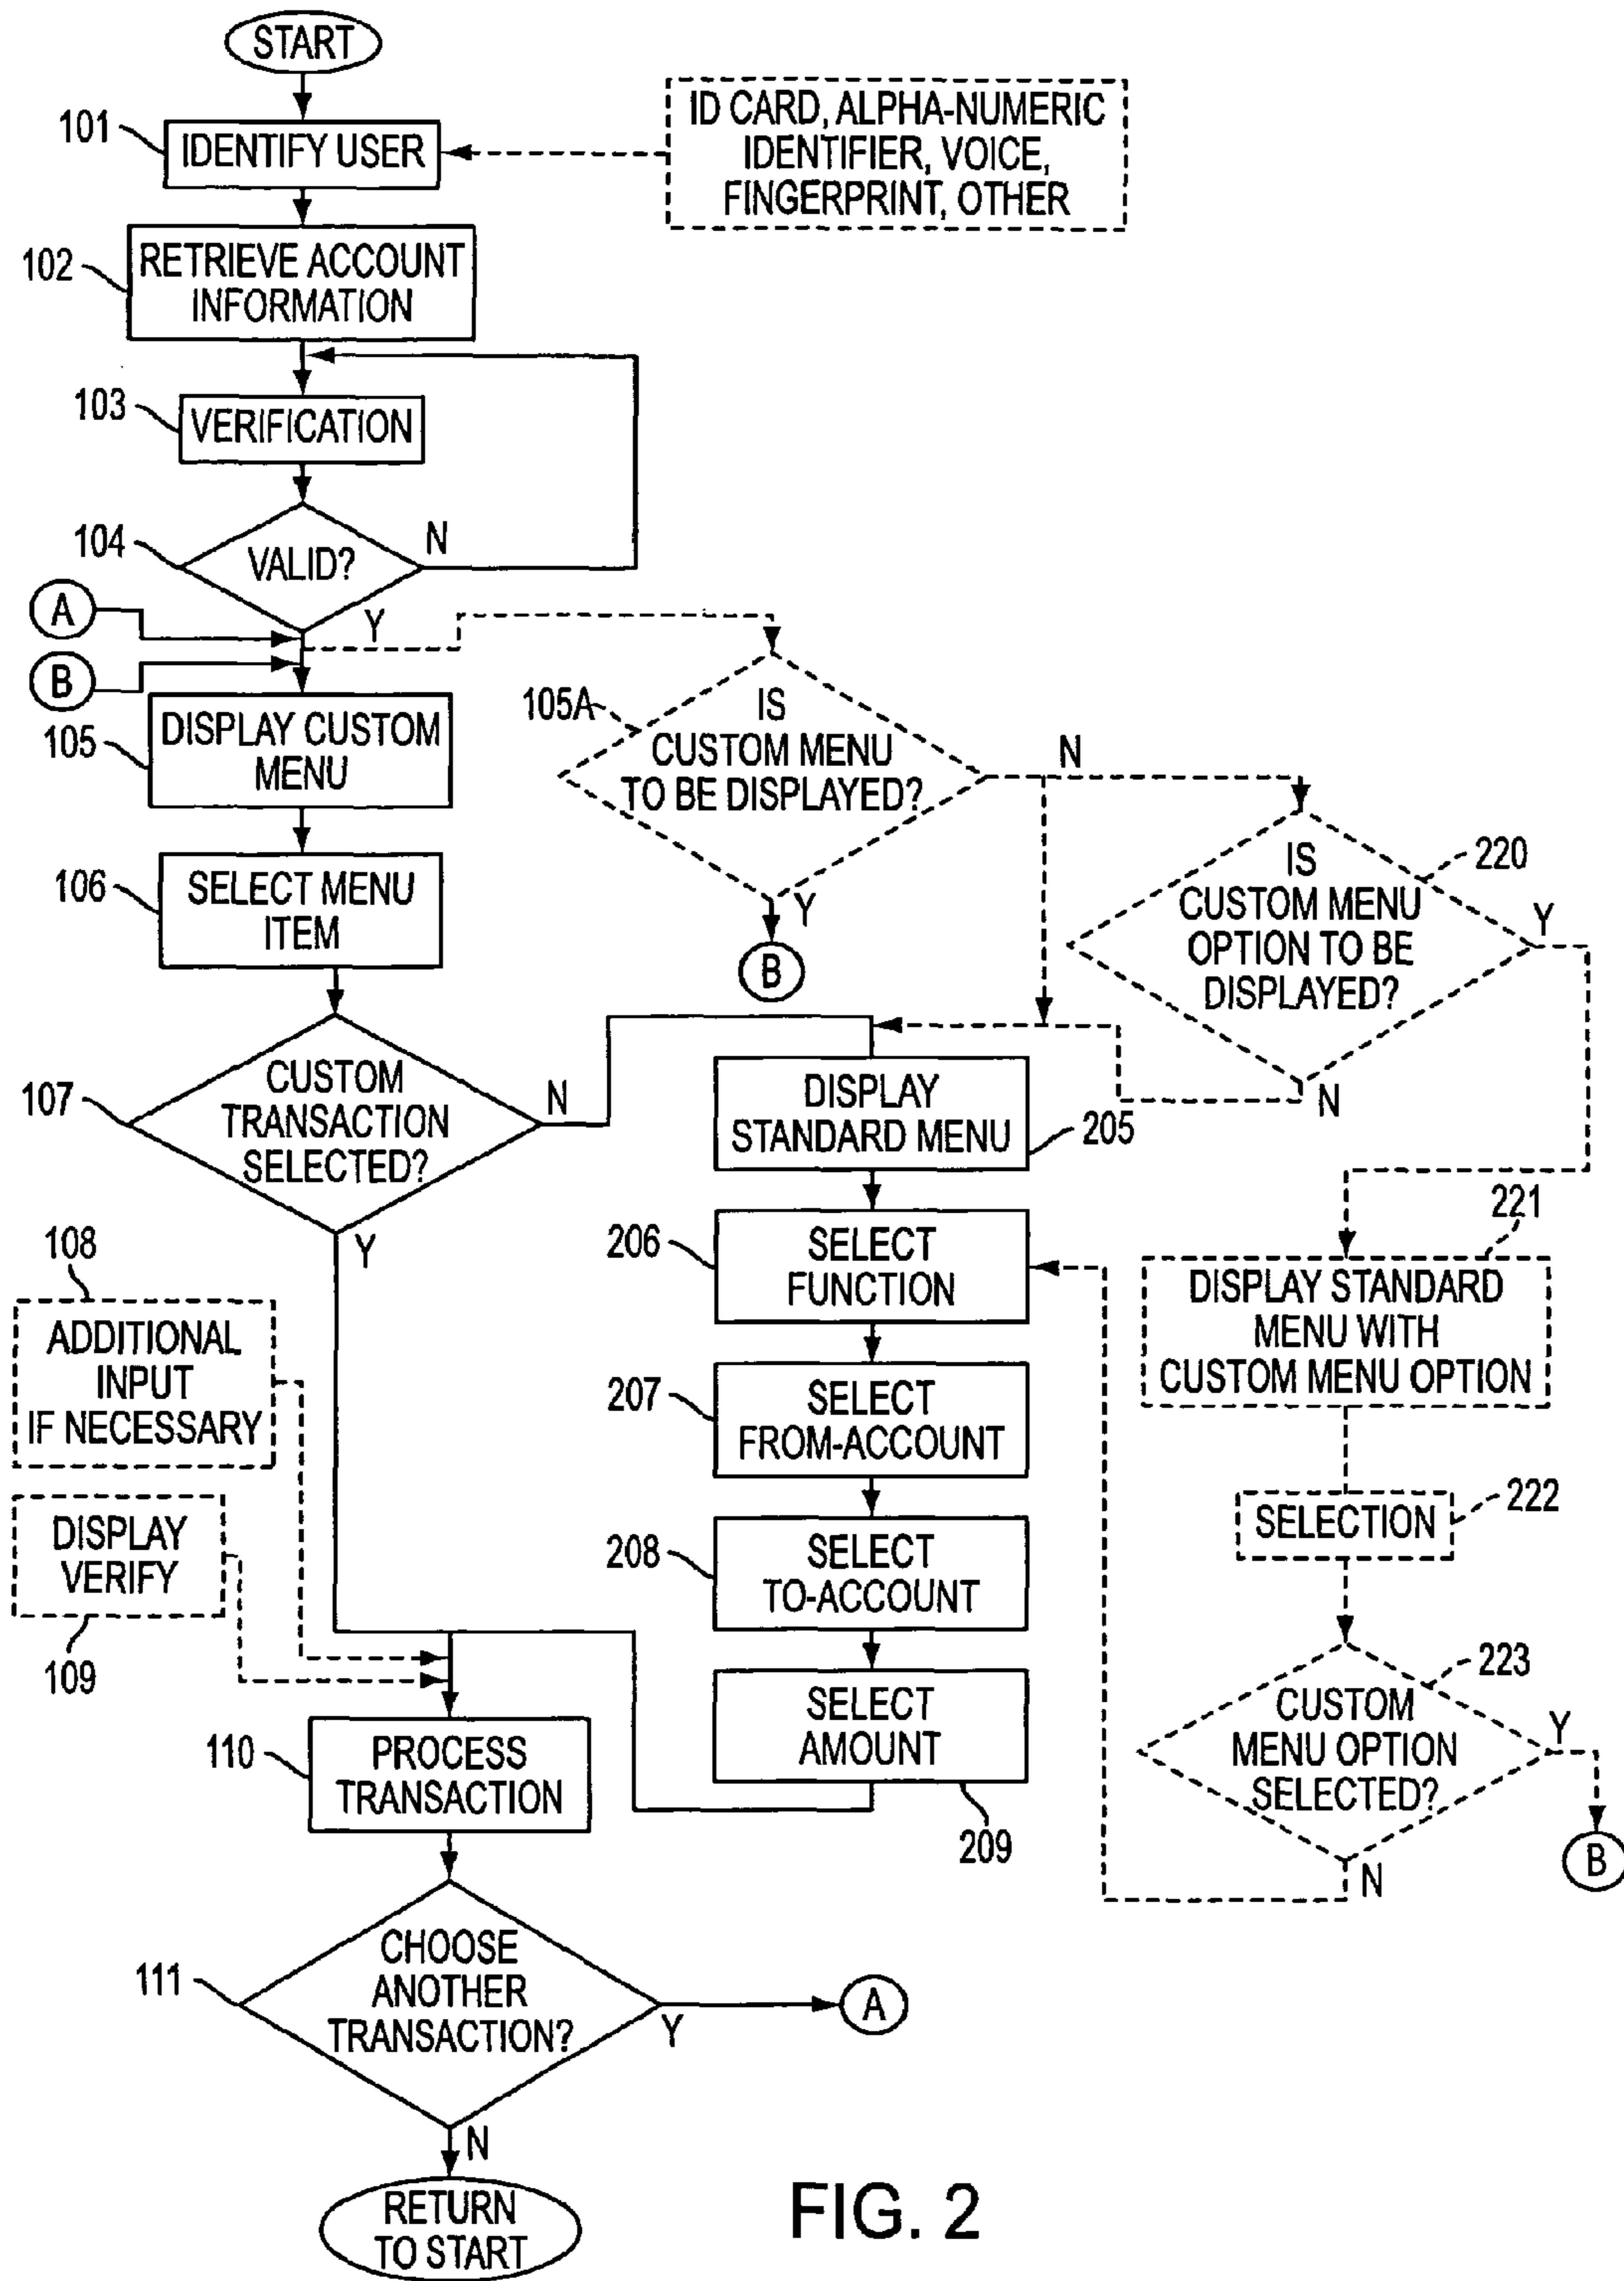 START
101
IDENTIFY USER
ID CARD, ALPHA-NUMERIC
IDENTIFIER, VOICE,
FINGERPRINT, OTHER
102
RETRIEVE ACCOUNT
INFORMATION
103
VERIFICATION
104
VALID?
N
Y
A
B
105
DISPLAY CUSTOM
MENU
105A
IS
CUSTOM MENU
TO BE DISPLAYED?
N
Y
B
220
IS
CUSTOM MENU
OPTION TO BE
DISPLAYED?
Y
N
106
SELECT MENU
ITEM
107
CUSTOM
TRANSACTION
SELECTED?
N
Y
DISPLAY
STANDARD MENU
205
206
SELECT
FUNCTION
207
SELECT
FROM-ACCOUNT
208
SELECT
TO-ACCOUNT
SELECT
AMOUNT
209
221
DISPLAY STANDARD
MENU WITH
CUSTOM MENU OPTION
SELECTION
222
223
CUSTOM
MENU OPTION
SELECTED?
Y
N
B
108
ADDITIONAL
INPUT
IF NECESSARY
DISPLAY
VERIFY
109
110
PROCESS
TRANSACTION
111
CHOOSE
ANOTHER
TRANSACTION?
Y
A
N
RETURN
TO START
FIG. 2